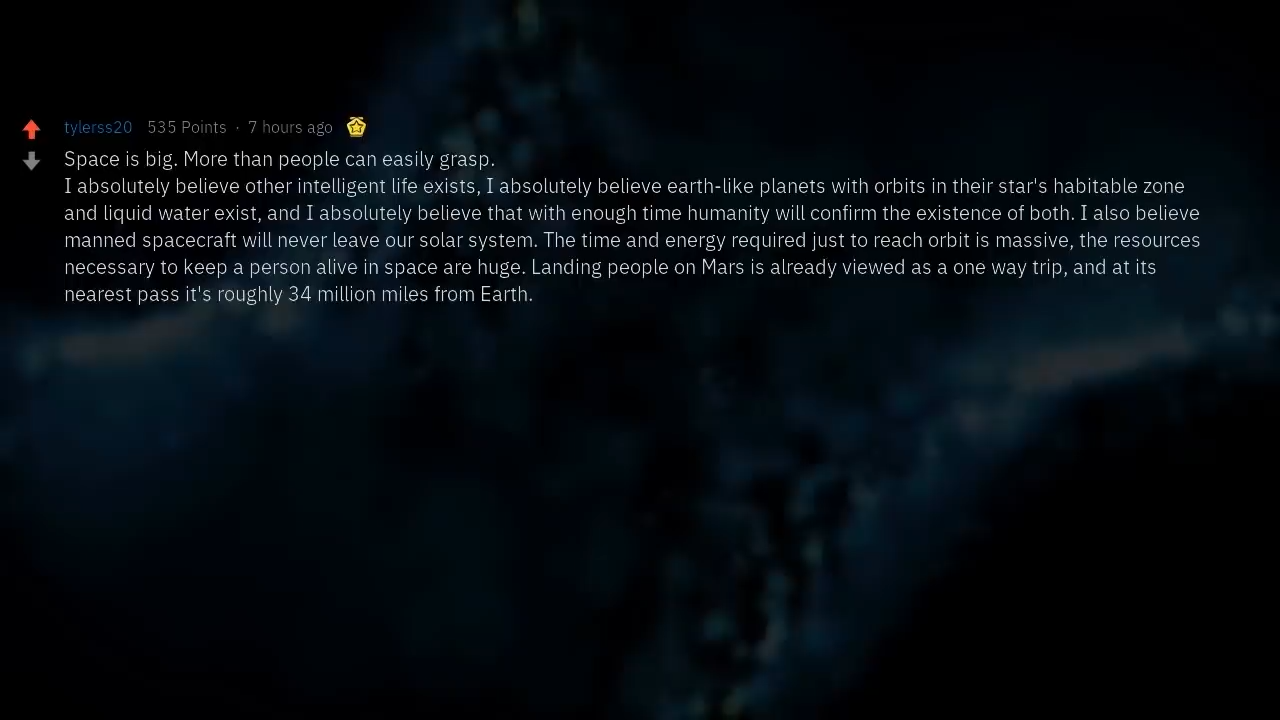 tylerss20 535 Points · 7 hours ago
Space is big. More than people can easily grasp.
I absolutely believe other intelligent life exists, I absolutely believe earth-like planets with orbits in their star's habitable zone
and liquid water exist, and I absolutely believe that with enough time humanity will confirm the existence of both. I also believe
manned spacecraft will never leave our solar system. The time and energy required just to reach orbit is massive, the resources
necessary to keep a person alive in space are huge. Landing people on Mars is already viewed as a one way trip, and at its
nearest pass it's roughly 34 million miles from Earth.